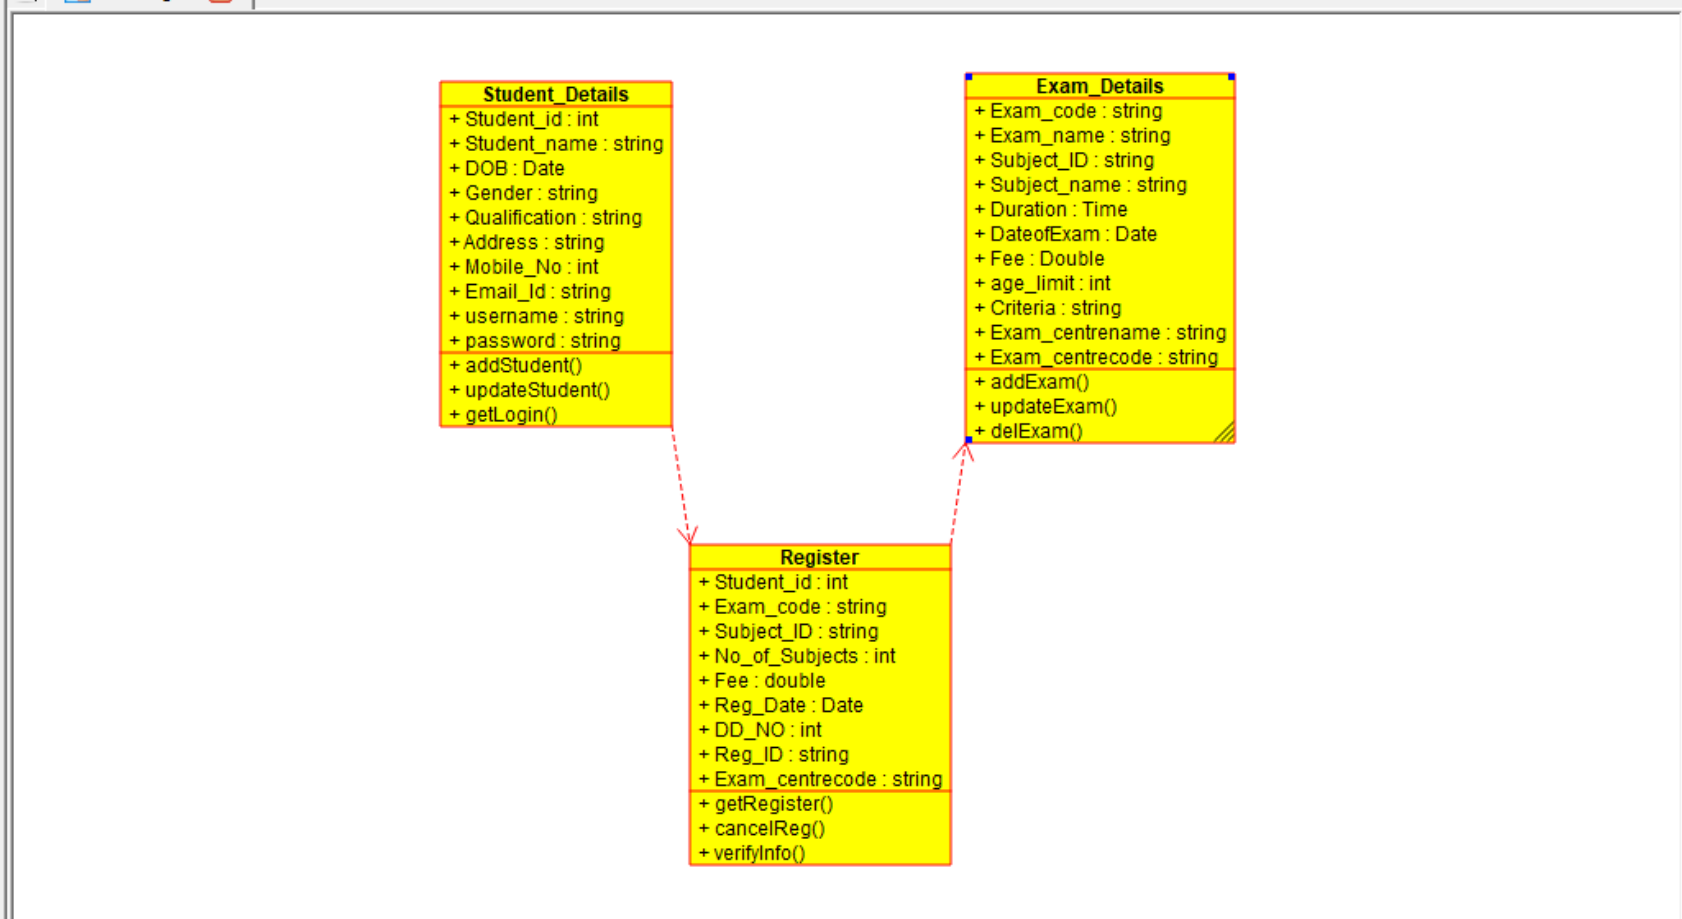 Student_Details
+ Student_id : int
+ Student_name : string
+ DOB : Date
+ Gender : string
+ Qualification : string
+ Address : string
+ Mobile_No : int
+ Email_Id : string
+ username : string
+ password : string
+ addStudent()
+ updateStudent()
+ getLogin()
Exam_Details
+ Exam_code : string
+ Exam_name : string
+ Subject_ID : string
+ Subject_name : string
+ Duration : Time
+ DateofExam : Date
+ Fee : Double
+ age_limit : int
+ Criteria : string
+ Exam_centrename : string
+ Exam_centrecode : string
+ addExam()
+ updateExam()
+ delExam()
Register
+ Student_id : int
+ Exam_code : string
+ Subject_ID : string
+ No_of_Subjects : int
+ Fee : double
+ Reg_Date : Date
+ DD_NO : int
+ Reg_ID : string
+ Exam_centrecode : string
+ getRegister()
+ cancelReg()
+ verifyInfo()